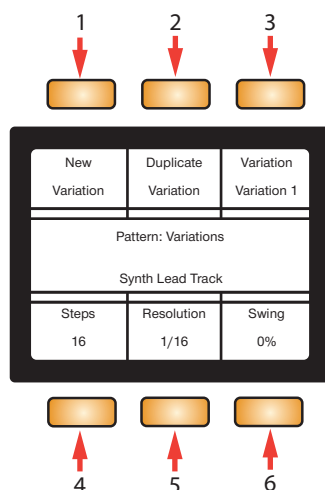 1 2 3
New Duplicate Variation
Variation Variation Variation 1
Pattern: Variations
Synth Lead Track
Steps Resolution Swing
16 1/16 0%
4 5 6